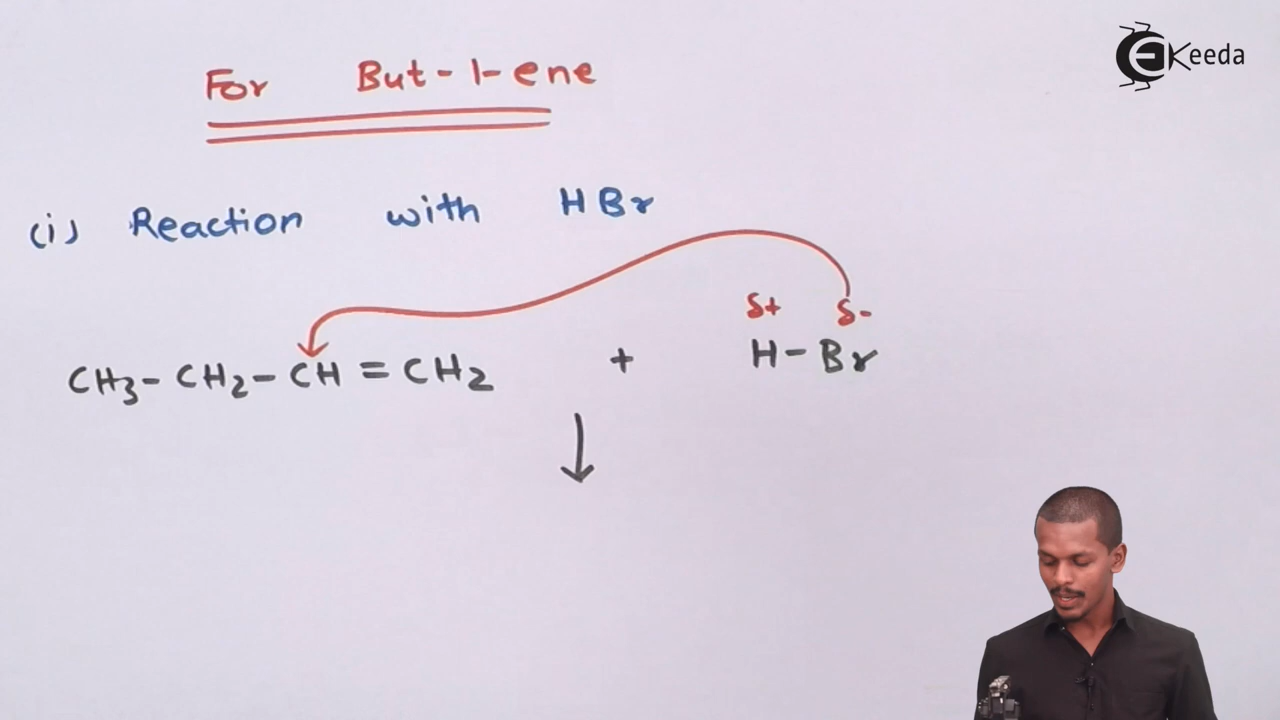 EKeeda
For But-1-ene
(i) Reaction with HBr
δ+ δ-
CH3-CH2-CH=CH2 + H-Br